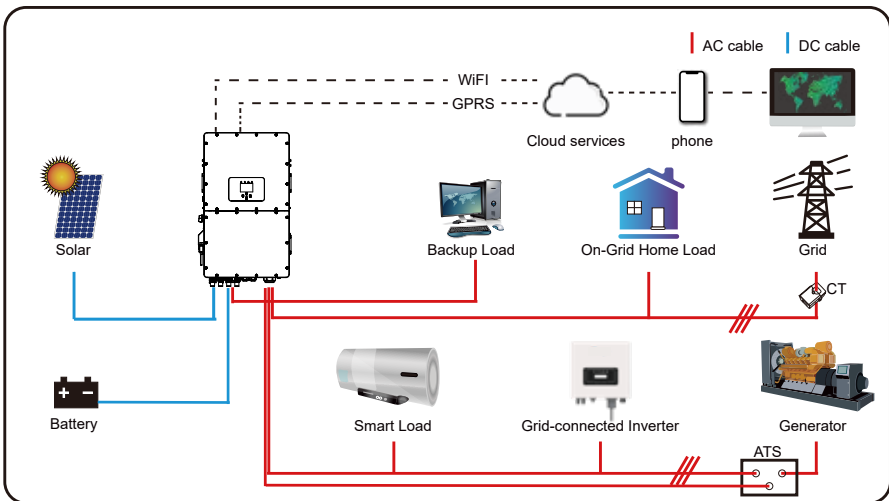 AC cable
DC cable
WiFI
GPRS
Cloud services
phone
Solar
Backup Load
On-Grid Home Load
Grid
CT
Battery
Smart Load
Grid-connected Inverter
Generator
ATS